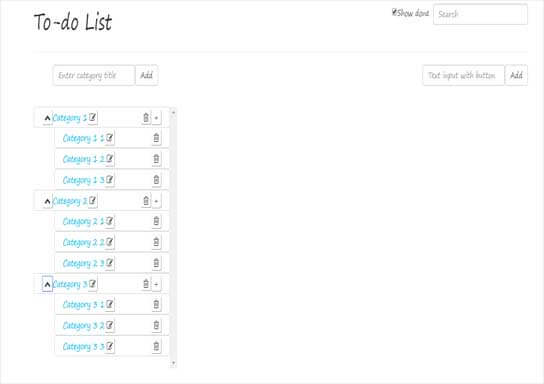 To-do List
Show done
Search
Enter category title Add
Text input with button Add
Category 1
Category 1 1
Category 1 2
Category 1 3
Category 2
Category 2 1
Category 2 2
Category 2 3
Category 3
Category 3 1
Category 3 2
Category 3 3